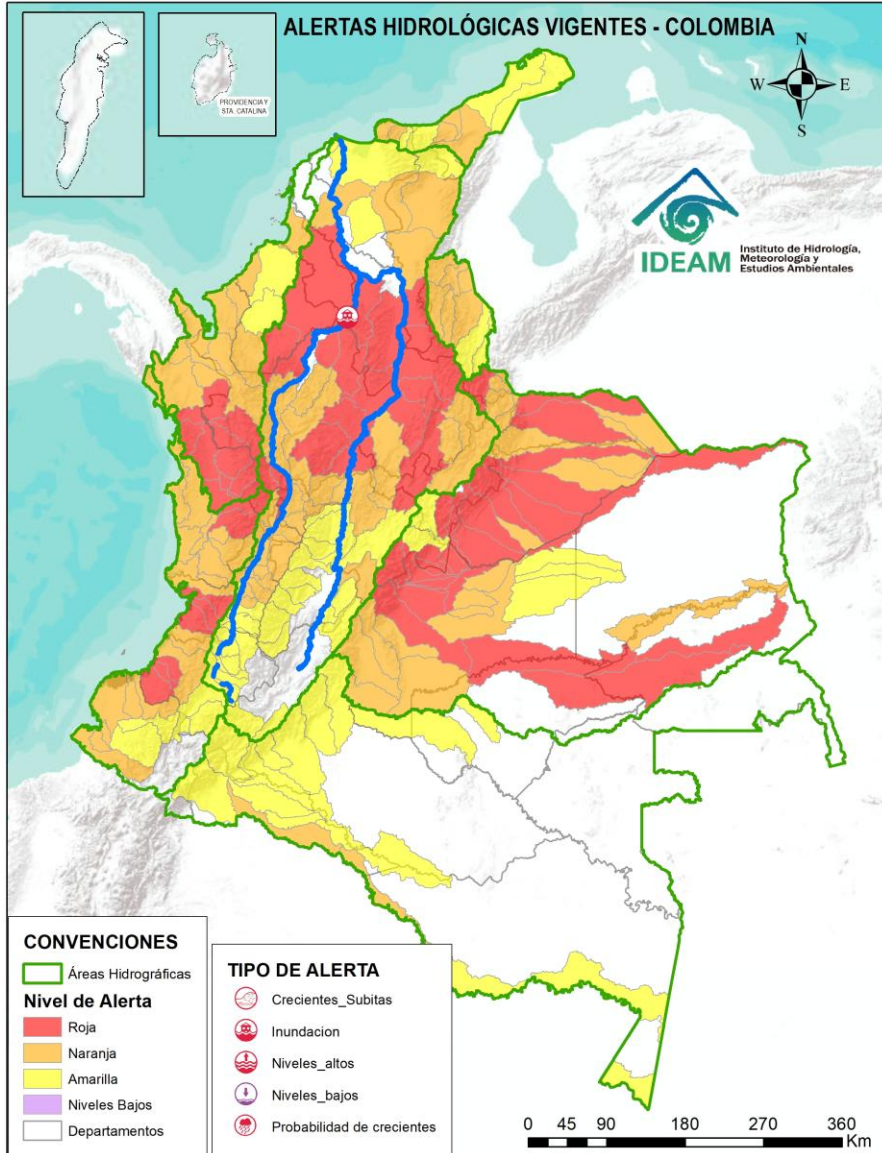 ALERTAS HIDROLÓGICAS VIGENTES - COLOMBIA
PROVIDENCIA Y
STA. CATALINA
N
W
E
S
IDEAM
Instituto de Hidrología,
Meteorología y
Estudios Ambientales
CONVENCIONES
Áreas Hidrográficas
Nivel de Alerta
Roja
Naranja
Amarilla
Niveles Bajos
Departamentos
TIPO DE ALERTA
Crecientes_Subitas
Inundacion
Niveles_altos
Niveles_bajos
Probabilidad de crecientes
0 45 90 180 270 360
Km